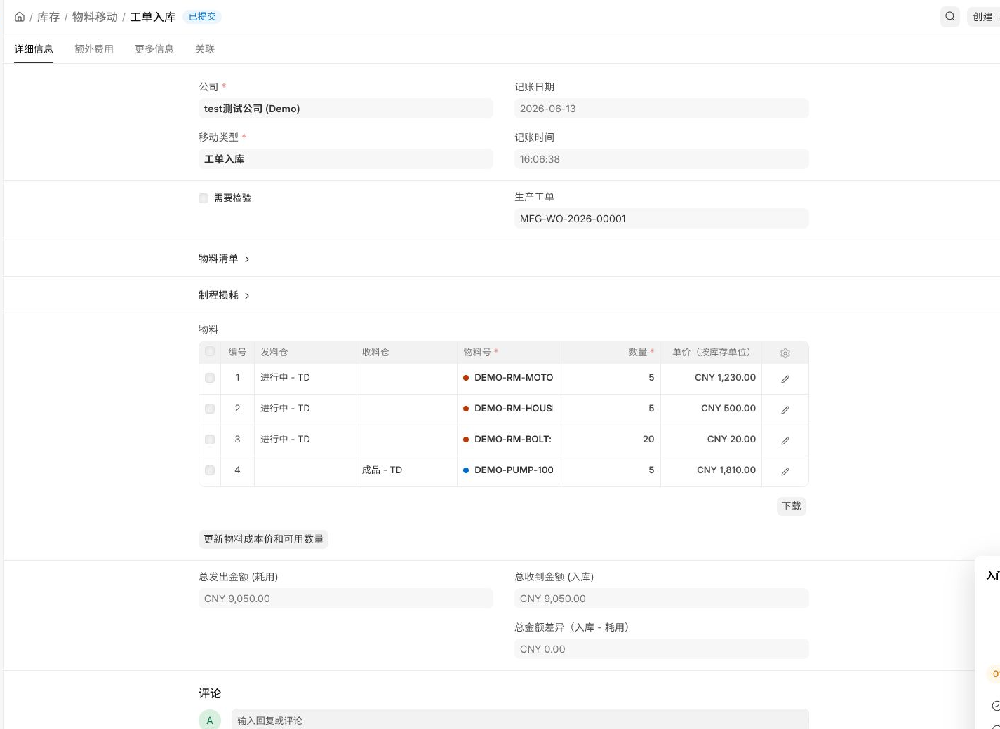 / 库存 / 物料移动 / 工单入库 已提交 创建
详细信息 额外费用 更多信息 关联
公司 * 记账日期
test测试公司 (Demo) 2026-06-13
移动类型 * 记账时间
工单入库 16:06:38
需要检验 生产工单
MFG-WO-2026-00001
物料清单
制程损耗
物料
编号 发料仓 收料仓 物料号 * 数量 * 单价（按库存单位）
1 进行中 - TD DEMO-RM-MOTO 5 CNY 1,230.00
2 进行中 - TD DEMO-RM-HOUS 5 CNY 500.00
3 进行中 - TD DEMO-RM-BOLT: 20 CNY 20.00
4 成品 - TD DEMO-PUMP-100 5 CNY 1,810.00
下载
更新物料成本价和可用数量
总发出金额 (耗用) 总收到金额 (入库)
CNY 9,050.00 CNY 9,050.00
总金额差异（入库 - 耗用）
CNY 0.00
评论
A 输入回复或评论